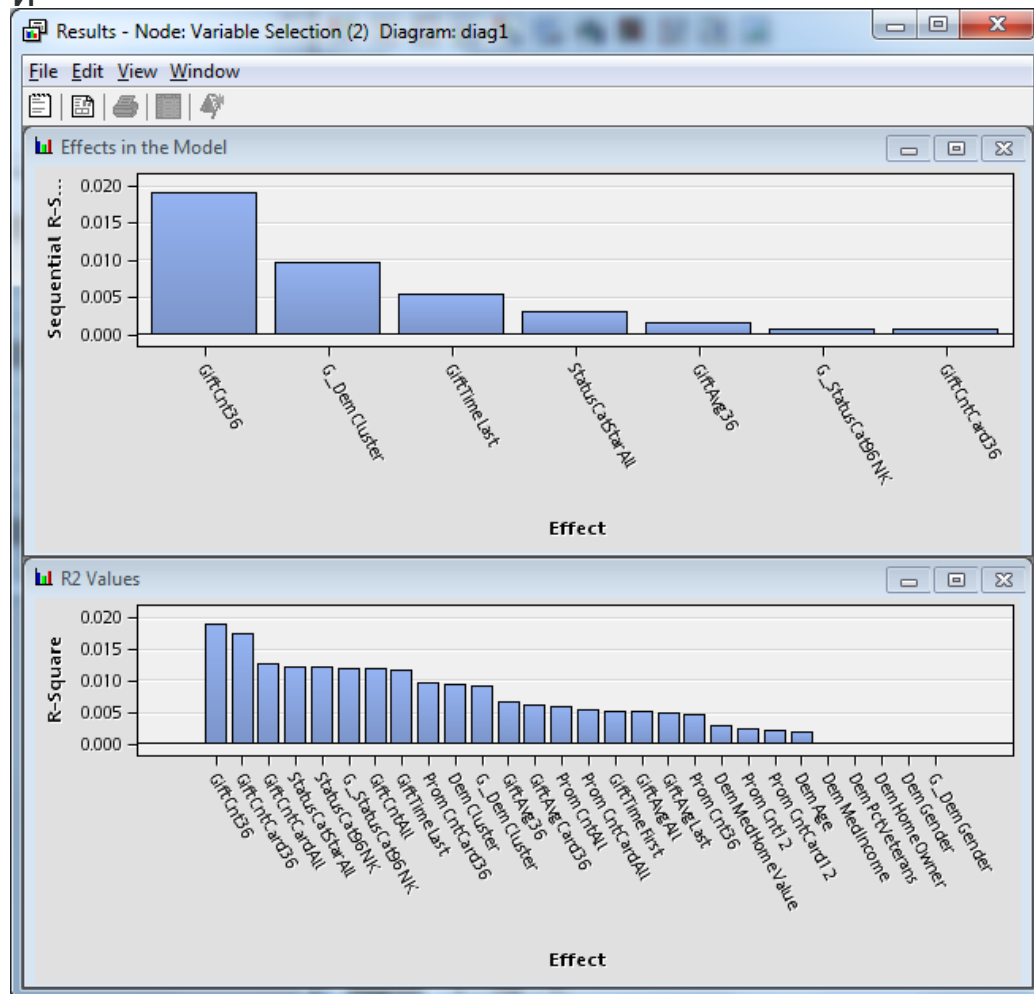 и
Results - Node: Variable Selection (2) Diagram: diag1
File Edit View Window
Effects in the Model
Sequential R-S...
0.020
0.015
0.010
0.005
0.000
GiftCnt36
G_DemCluster
GiftTimeLast
StatusCatStarAll
GiftAvg36
G_StatusCat96NK
GiftCntCard36
Effect
R2 Values
R-Square
0.020
0.015
0.010
0.005
0.000
GiftCnt36
GiftCntCard36
GiftCntCardAll
StatusCatStarAll
StatusCat96NK
G_StatusCat96NK
GiftCntAll
GiftTimeLast
PromCntCard36
DemCluster
G_DemCluster
GiftAvg36
GiftAvgCard36
PromCntAll
PromCntCardAll
GiftTimeFirst
GiftAvgAll
GiftAvgLast
PromCnt36
DemMedHomeValue
PromCnt12
PromCntCard12
DemAge
DemMedIncome
DemPctVeterans
DemHomeOwner
DemGender
G_DemGender
Effect